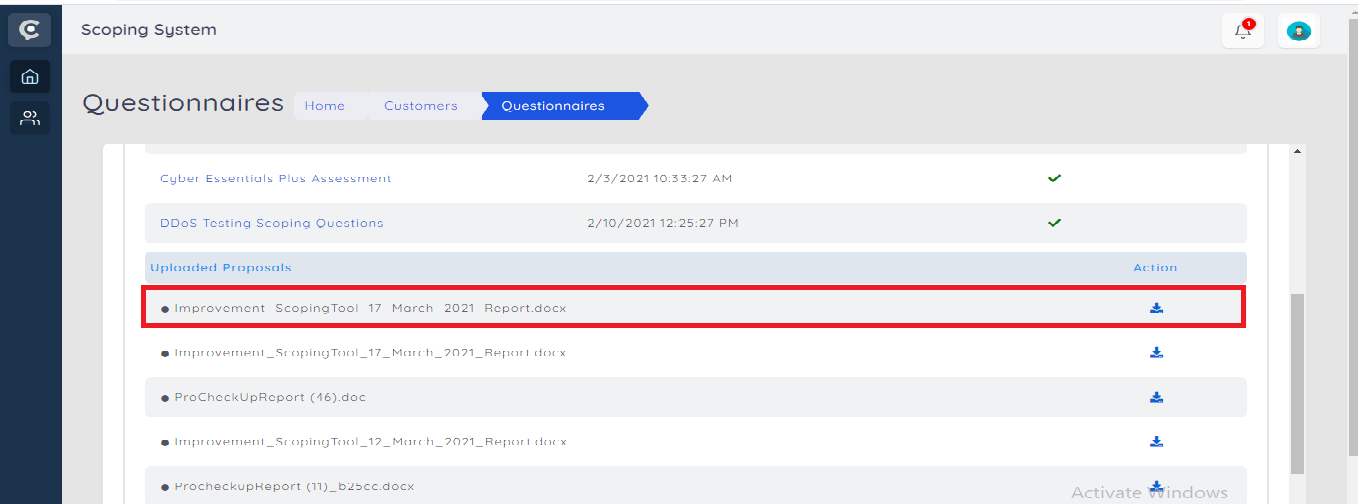 Scoping System
1
Questionnaires Home Customers Questionnaires
Cyber Essentials Plus Assessment 2/3/2021 10:33:27 AM
DDoS Testing Scoping Questions 2/10/2021 12:25:27 PM
Uploaded Proposals Action
Improvement_ScopingTool_17_March_2021_Report.docx
Improvement_ScopingTool_17_March_2021_Report.docx
ProCheckUpReport (46).doc
Improvement_ScopingTool_12_March_2021_Report.docx
ProcheckupReport (11)_b25cc.docx
Activate Windows